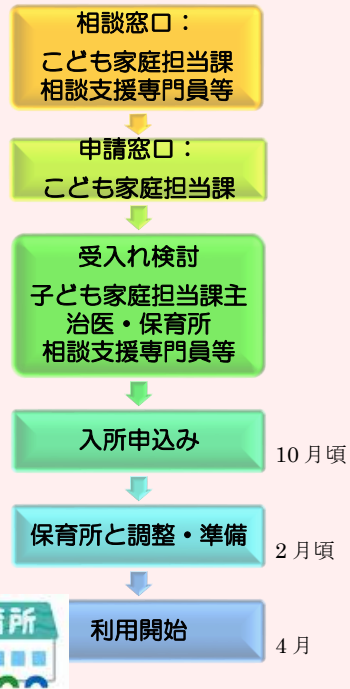 相談窓口：
こども家庭担当課
相談支援専門員等
申請窓口：
こども家庭担当課
受入れ検討
子ども家庭担当課主
治医・保育所
相談支援専門員等
入所申込み
10月頃
保育所と調整・準備
2月頃
利用開始
4月
育所